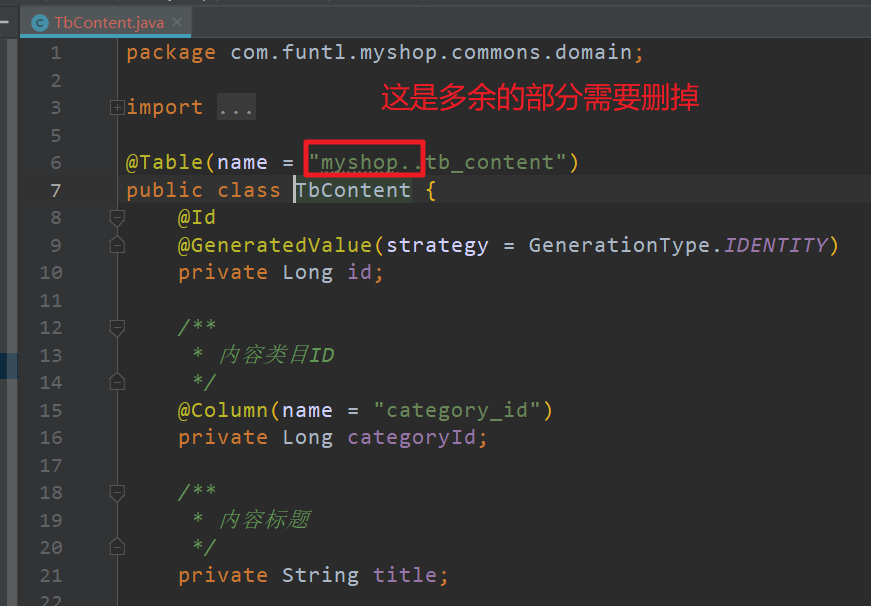 TbContent.java
1 package com.funtl.myshop.commons.domain;
2
这是多余的部分需要删掉
3 import ...
5
6 @Table(name = "myshop..tb_content")
7 public class TbContent {
8 @Id
9 @GeneratedValue(strategy = GenerationType.IDENTITY)
10 private Long id;
11
12 /**
13 * 内容类目ID
14 */
15 @Column(name = "category_id")
16 private Long categoryId;
17
18 /**
19 * 内容标题
20 */
21 private String title;
22